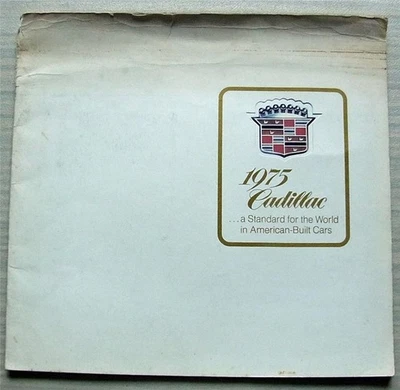 1975
Cadillac
...a Standard for the World
in American-Built Cars